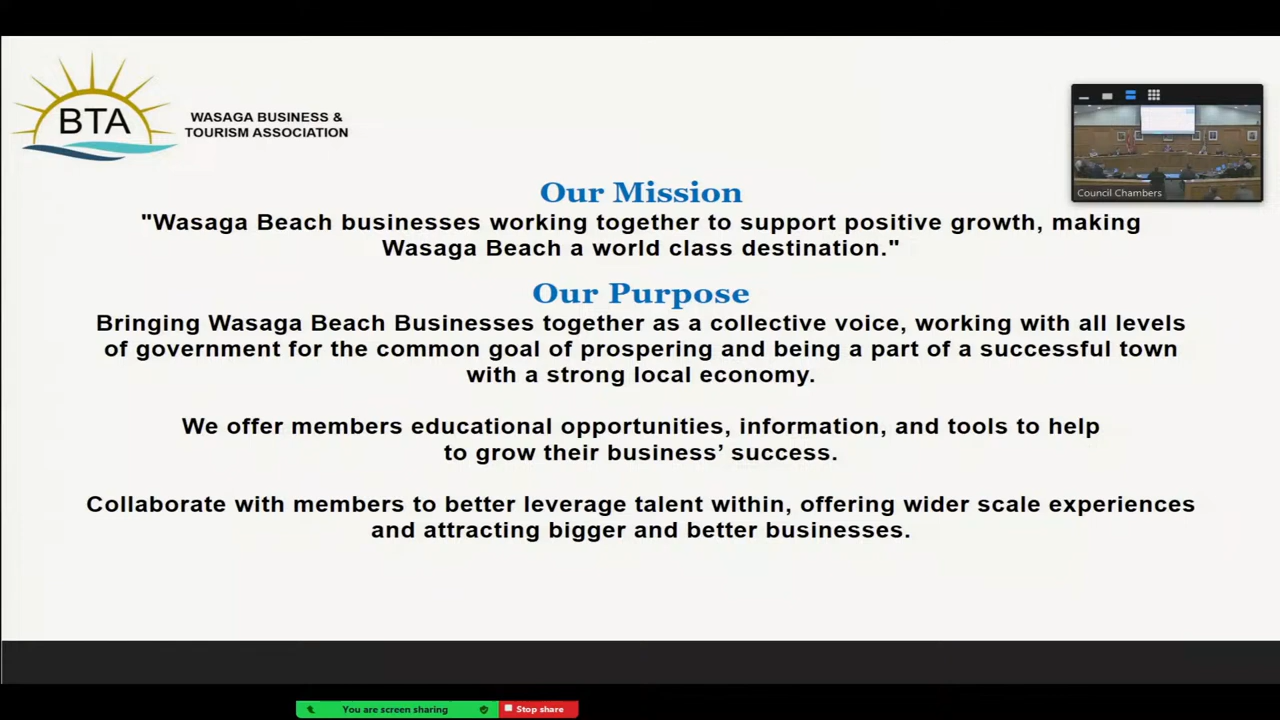 BTA
WASAGA BUSINESS &
TOURISM ASSOCIATION
Council Chambers
Our Mission
"Wasaga Beach businesses working together to support positive growth, making
Wasaga Beach a world class destination."
Our Purpose
Bringing Wasaga Beach Businesses together as a collective voice, working with all levels
of government for the common goal of prospering and being a part of a successful town
with a strong local economy.
We offer members educational opportunities, information, and tools to help
to grow their business’ success.
Collaborate with members to better leverage talent within, offering wider scale experiences
and attracting bigger and better businesses.
You are screen sharing
Stop share